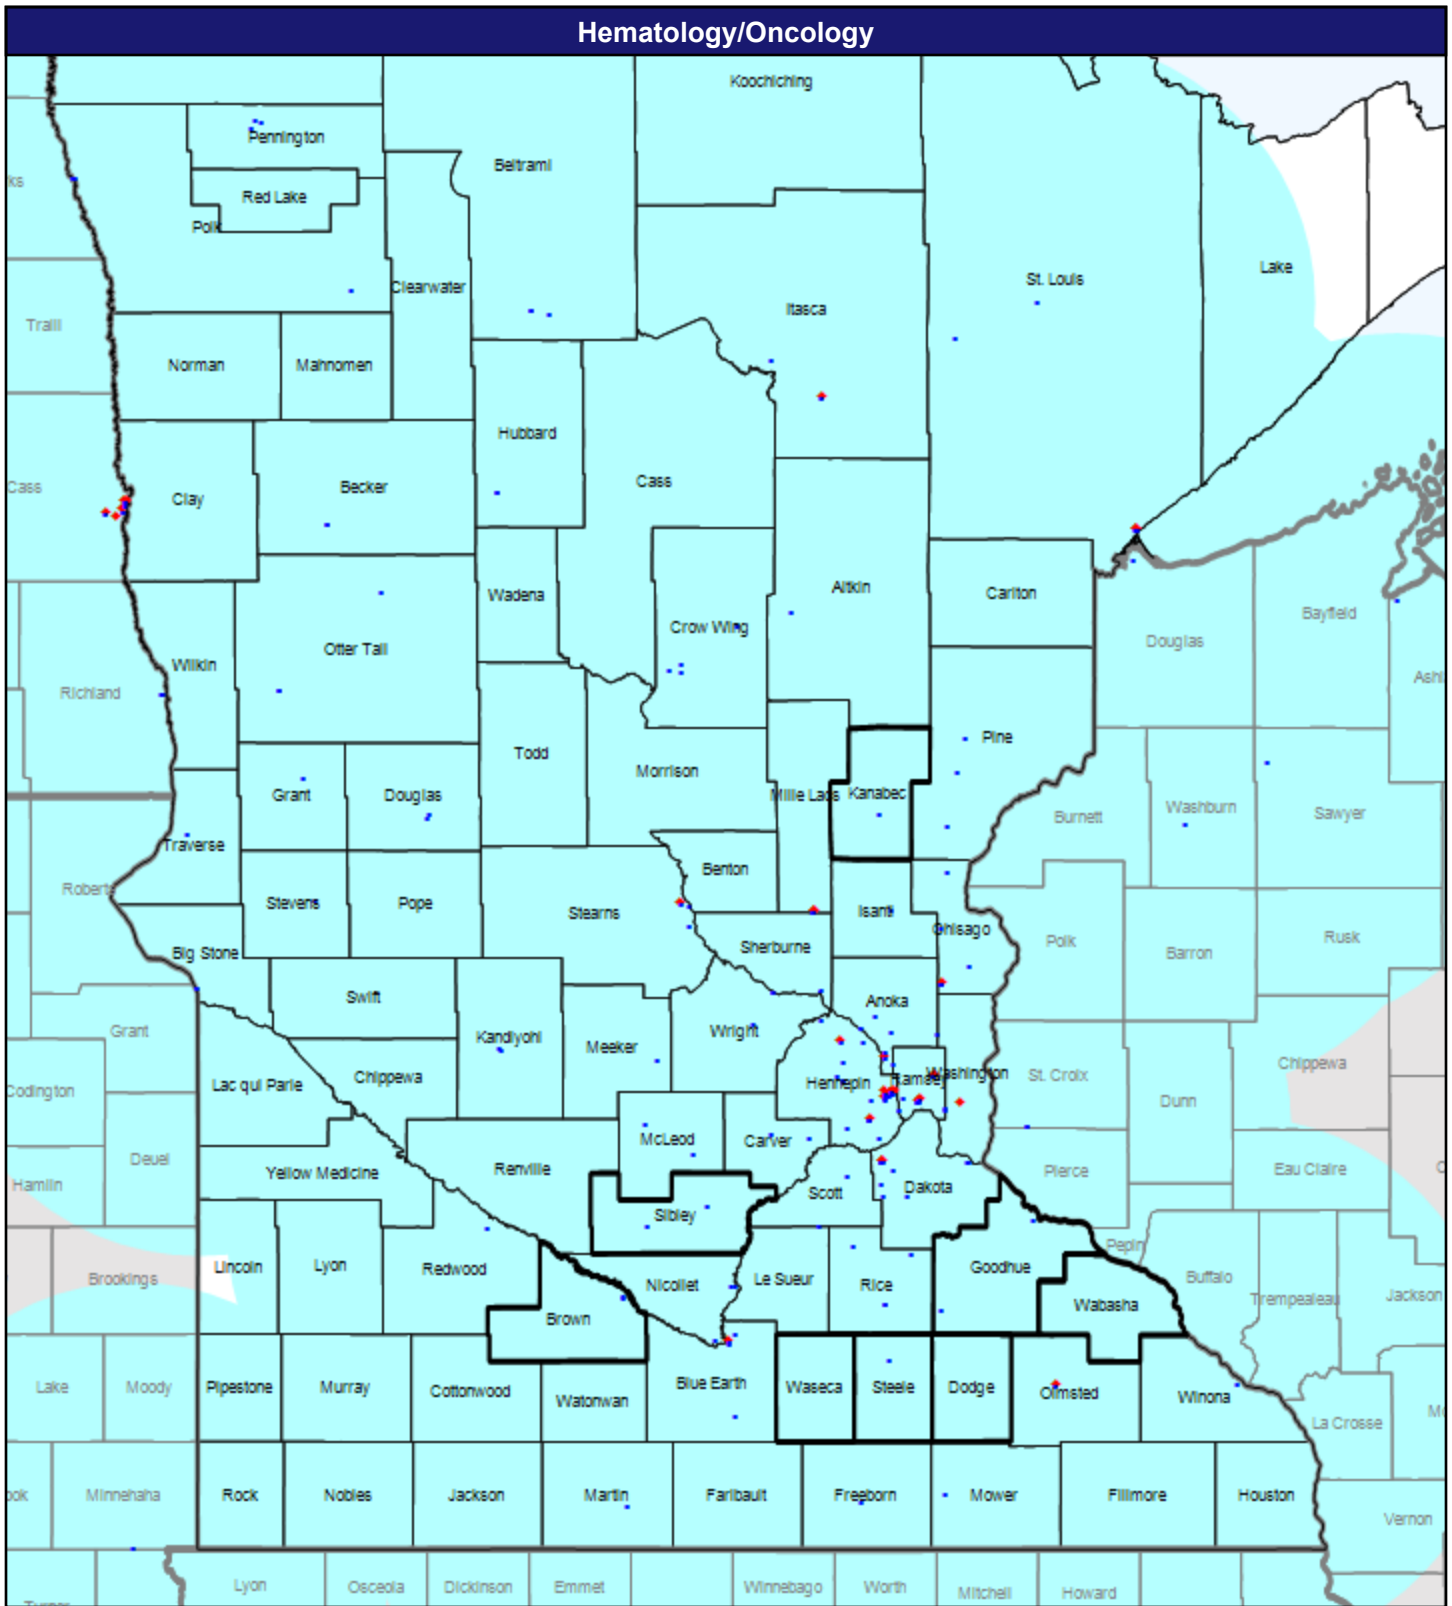 Hematology/Oncology
Koochiching
Pennington
Beltrami
ks
Red Lake
Polk
Clearwater
St. Louis
Lake
Itasca
Traill
Norman
Mahnomen
Hubbard
Cass
Cass
Clay
Becker
Wadena
Aitkin
Carlton
Crow Wing
Bayfield
Otter Tail
Douglas
Wilkin
Richland
Ashl
Todd
Pine
Morrison
Grant
Douglas
Mille Lacs
Kanabec
Washburn
Sawyer
Burnett
Traverse
Benton
Roberts
Stevens
Pope
Stearns
Isanti
Chisago
Polk
Rusk
Sherburne
Big Stone
Barron
Swift
Anoka
Grant
Wright
Kandiyohi
Meeker
Chippewa
Codington
Chippewa
Lac qui Parle
Hennepin
Ramsey
Washington
St. Croix
Dunn
McLeod
Carver
Deuel
Yellow Medicine
Renville
Pierce
Eau Claire
C
Hamlin
Scott
Dakota
Sibley
Pepin
Brookings
Lincoln
Lyon
Redwood
Nicollet
Le Sueur
Rice
Goodhue
Buffalo
Trempealeau
Jackson
Wabasha
Brown
Lake
Moody
Pipestone
Murray
Cottonwood
Watonwan
Blue Earth
Waseca
Steele
Dodge
Olmsted
Winona
La Crosse
Mo
ook
Minnehaha
Rock
Nobles
Jackson
Martin
Faribault
Freeborn
Mower
Fillmore
Houston
Vernon
Lyon
Osceola
Dickinson
Emmet
Winnebago
Worth
Mitchell
Howard
Turner